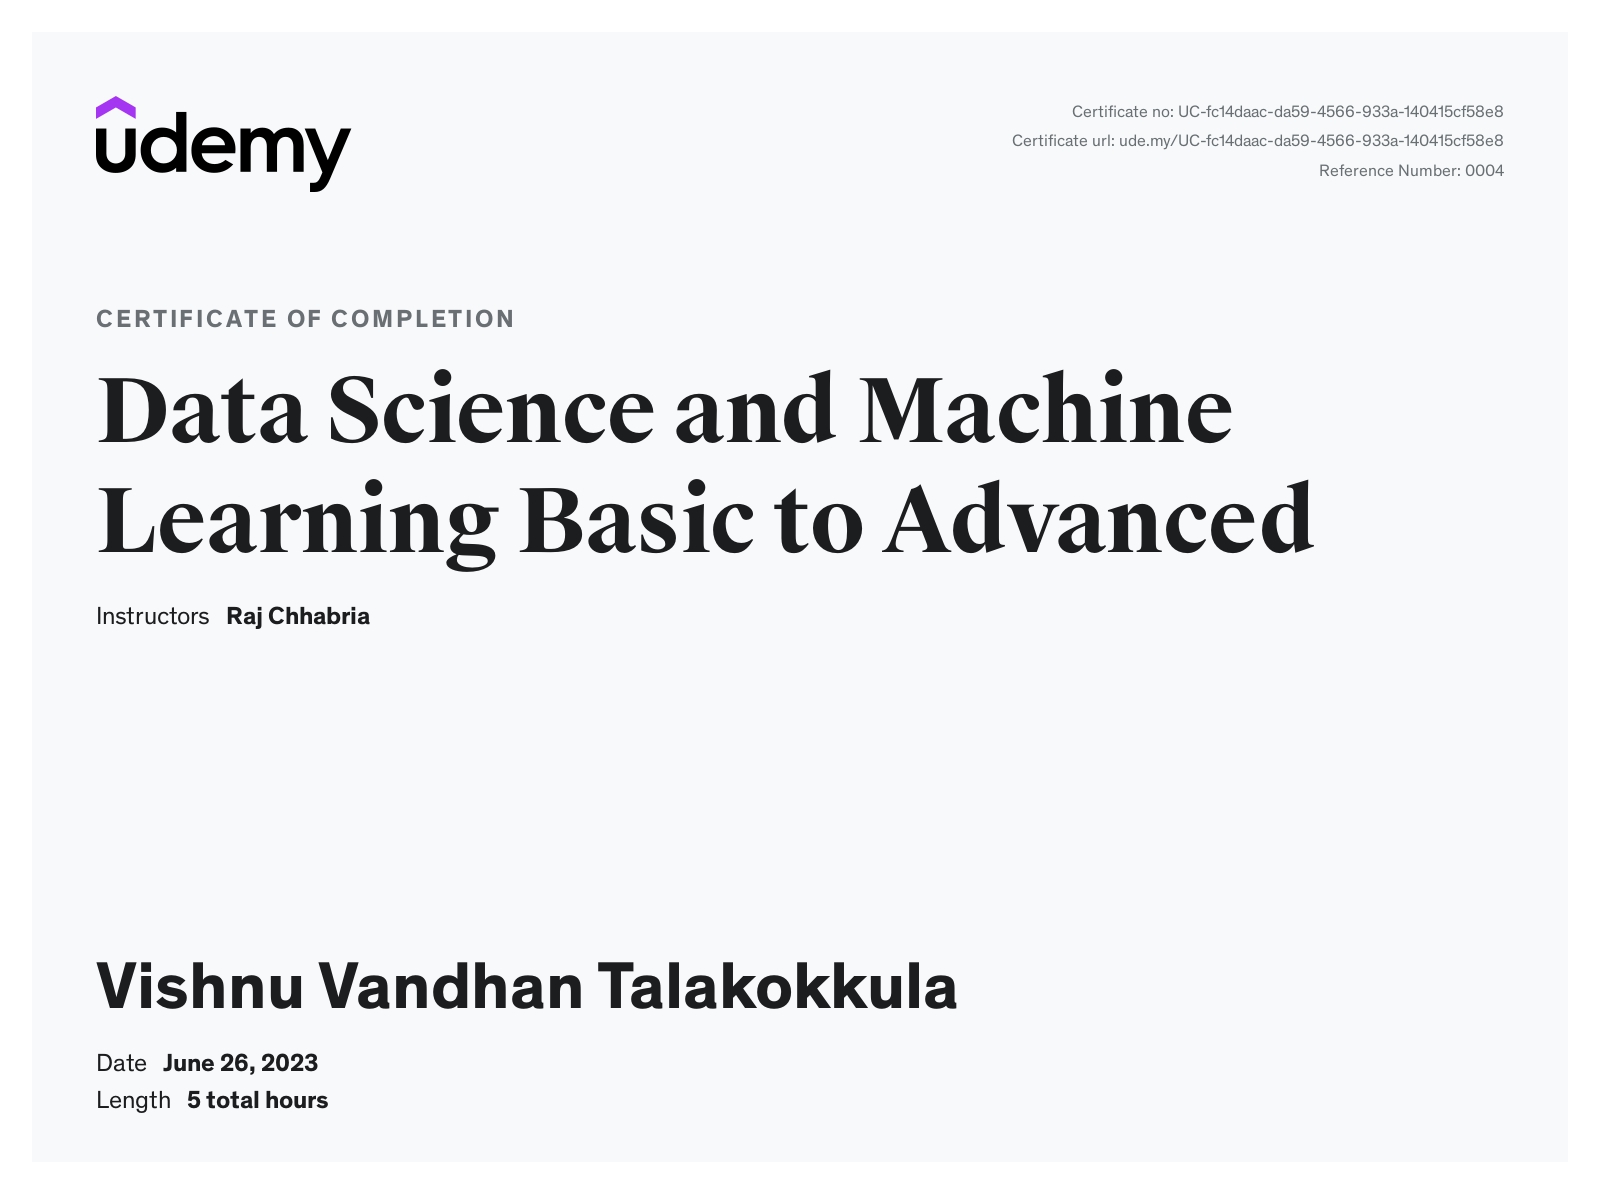 udemy
Certificate no: UC-fc14daac-da59-4566-933a-140415cf58e8
Certificate url: ude.my/UC-fc14daac-da59-4566-933a-140415cf58e8
Reference Number: 0004
CERTIFICATE OF COMPLETION
Data Science and Machine
Learning Basic to Advanced
Instructors Raj Chhabria
Vishnu Vandhan Talakokkula
Date June 26, 2023
Length 5 total hours